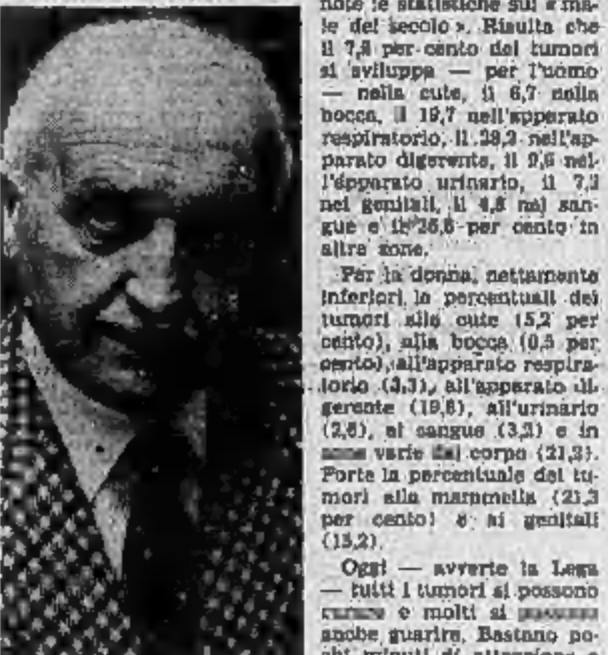 note le statistiche sul « ma-
le del secolo ». Risulta che
il 7,8 per cento dei tumori
si sviluppa — per l'uomo
— nella cute, il 6,7 nella
bocca, il 19,7 nell'apparato
respiratorio, il 28,2 nell'ap-
parato digerente, il 9,6 nel-
l'apparato urinario, il 7,2
nei genitali, il 4,8 nel san-
gue e il per cento in
altre zone.
Per la donna, nettamente
inferiori le percentuali dei
tumori alla cute (5,2 per
cento), alla bocca (0,5 per
cento), all'apparato respira-
torio (3,3), all'apparato di-
gerente (19,8), all'urinario
(2,8), al sangue (3,3) e in
zone varie del corpo (21,2).
Forte la percentuale dei tu-
mori alla mammella (21,3
per cento) e ai genitali
(15,2).
Oggi — avverte la Lega
— tutti i tumori si possono
e molti si
anche guarire. Bastano po-
chi minuti di attenzione e